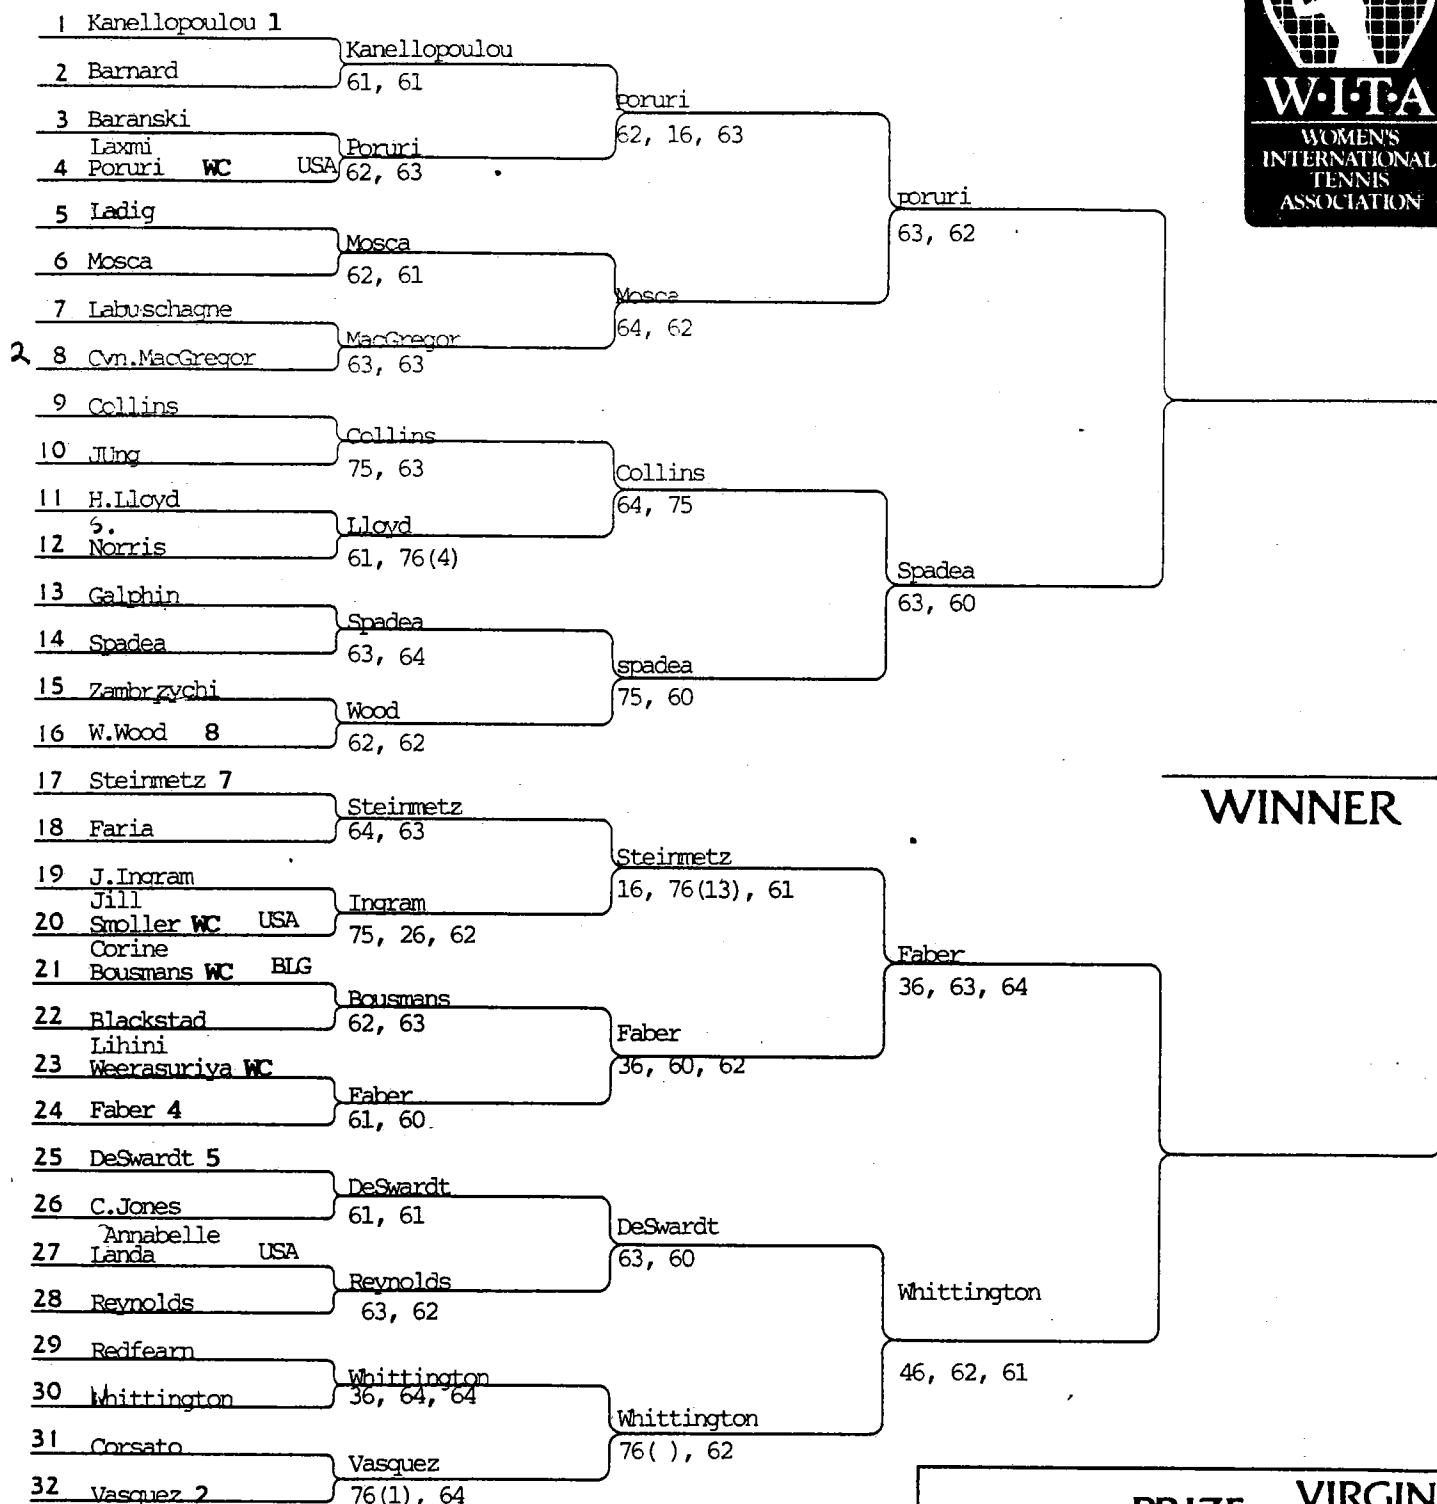 1 Kanellopoulou 1
2 Barnard
3 Baranski
Laxmi
4 Poruri WC USA
5 Ladig
6 Mosca
7 Labuschagne
2 8 Cvn.MacGregor
9 Collins
10 JUng
11 H.Lloyd
S.
12 Norris
13 Galphin
14 Spadea
15 Zambrzychi
16 W.Wood 8
17 Steinmetz 7
18 Faria
19 J.Ingram
Jill
20 Smoller WC USA
Corine
21 Bousmans WC BLG
22 Blackstad
Lihini
23 Weerasuriya WC
24 Faber 4
25 DeSwardt 5
26 C.Jones
Annabelle
27 Landa USA
28 Reynolds
29 Redfearn
30 Whittington
31 Corsato
32 Vasquez 2
Kanellopoulou
61, 61
Poruri
62, 63
Mosca
62, 61
MacGregor
63, 63
Collins
75, 63
Lloyd
61, 76(4)
Spadea
63, 64
Wood
62, 62
Steinmetz
64, 63
Ingram
75, 26, 62
Bousmans
62, 63
Faber
61, 60
DeSwardt
61, 61
Reynolds
63, 62
Whittington
36, 64, 64
Vasquez
76(1), 64
poruri
62, 16, 63
Mosca
64, 62
Collins
64, 75
spadea
75, 60
Steinmetz
16, 76(13), 61
Faber
36, 60, 62
DeSwardt
63, 60
Whittington
76( ), 62
poruri
63, 62
Spadea
63, 60
Faber
36, 63, 64
Whittington
46, 62, 61
W·I·T·A
WOMEN'S
INTERNATIONAL
TENNIS
ASSOCIATION
WINNER
PRIZE VIRGIN